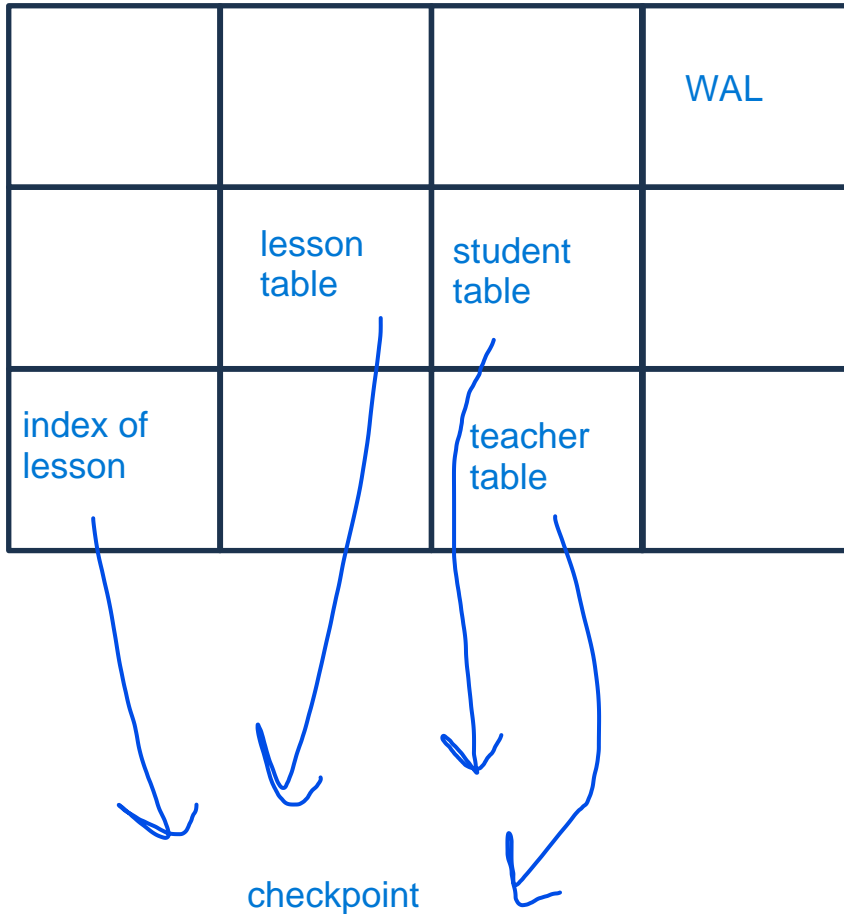 WAL
lesson
table
student
table
index of
lesson
teacher
table
checkpoint